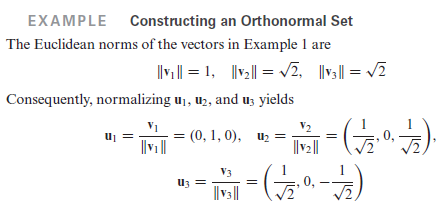 EXAMPLE Constructing an Orthonormal Set
The Euclidean norms of the vectors in Example 1 are
‖v₁‖ = 1, ‖v₂‖ = √2, ‖v₃‖ = √2
Consequently, normalizing u₁, u₂, and u₃ yields
u₁ = v₁/‖v₁‖ = (0, 1, 0), u₂ = v₂/‖v₂‖ = (1/√2, 0, 1/√2),
u₃ = v₃/‖v₃‖ = (1/√2, 0, −1/√2)